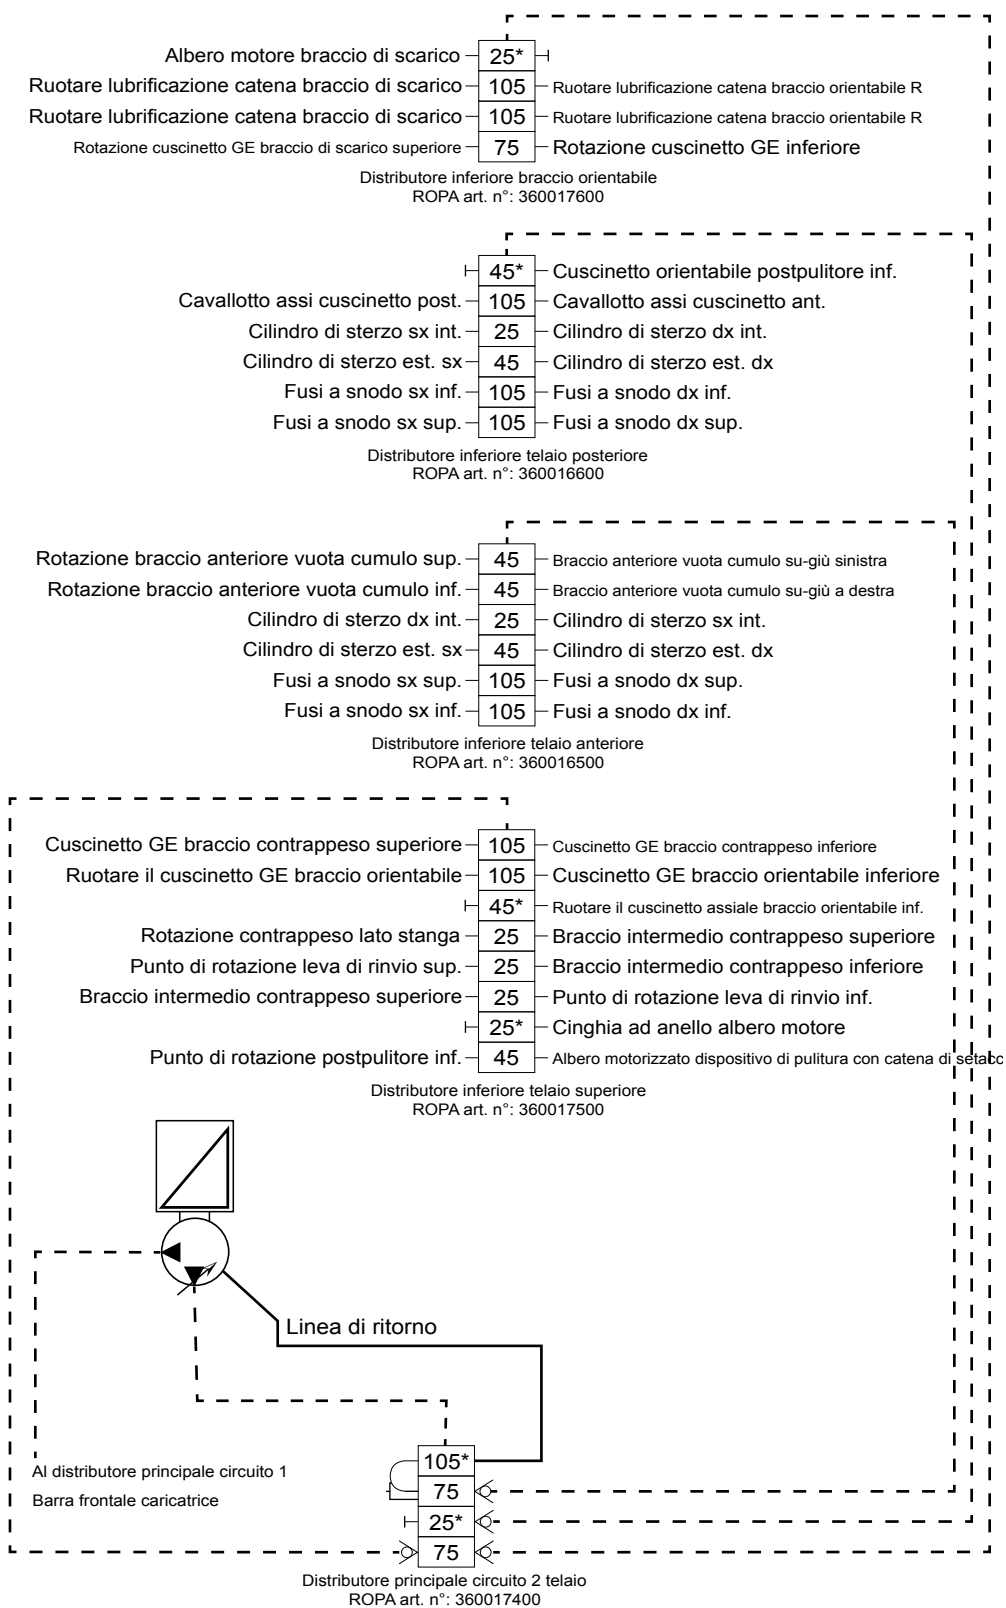 Albero motore braccio di scarico 25*
Ruotare lubrificazione catena braccio di scarico 105 Ruotare lubrificazione catena braccio orientabile R
Ruotare lubrificazione catena braccio di scarico 105 Ruotare lubrificazione catena braccio orientabile R
Rotazione cuscinetto GE braccio di scarico superiore 75 Rotazione cuscinetto GE inferiore
Distributore inferiore braccio orientabile
ROPA art. n°: 360017600
45* Cuscinetto orientabile postpulitore inf.
Cavallotto assi cuscinetto post. 105 Cavallotto assi cuscinetto ant.
Cilindro di sterzo sx int. 25 Cilindro di sterzo dx int.
Cilindro di sterzo est. sx 45 Cilindro di sterzo est. dx
Fusi a snodo sx inf. 105 Fusi a snodo dx inf.
Fusi a snodo sx sup. 105 Fusi a snodo dx sup.
Distributore inferiore telaio posteriore
ROPA art. n°: 360016600
Rotazione braccio anteriore vuota cumulo sup. 45 Braccio anteriore vuota cumulo su-giù sinistra
Rotazione braccio anteriore vuota cumulo inf. 45 Braccio anteriore vuota cumulo su-giù a destra
Cilindro di sterzo dx int. 25 Cilindro di sterzo sx int.
Cilindro di sterzo est. sx 45 Cilindro di sterzo est. dx
Fusi a snodo sx sup. 105 Fusi a snodo dx sup.
Fusi a snodo sx inf. 105 Fusi a snodo dx inf.
Distributore inferiore telaio anteriore
ROPA art. n°: 360016500
Cuscinetto GE braccio contrappeso superiore 105 Cuscinetto GE braccio contrappeso inferiore
Ruotare il cuscinetto GE braccio orientabile 105 Cuscinetto GE braccio orientabile inferiore
45* Ruotare il cuscinetto assiale braccio orientabile inf.
Rotazione contrappeso lato stanga 25 Braccio intermedio contrappeso superiore
Punto di rotazione leva di rinvio sup. 25 Braccio intermedio contrappeso inferiore
Braccio intermedio contrappeso superiore 25 Punto di rotazione leva di rinvio inf.
25* Cinghia ad anello albero motore
Punto di rotazione postpulitore inf. 45 Albero motorizzato dispositivo di pulitura con catena di setacc
Distributore inferiore telaio superiore
ROPA art. n°: 360017500
Linea di ritorno
Al distributore principale circuito 1
Barra frontale caricatrice
105*
75
25*
75
Distributore principale circuito 2 telaio
ROPA art. n°: 360017400